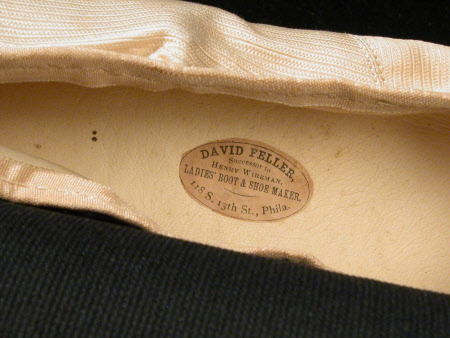 DAVID FELLER,
Successor to
HENRY WIREMAN,
LADIES' BOOT & SHOE MAKER.
118 S. 13th St., Phila.